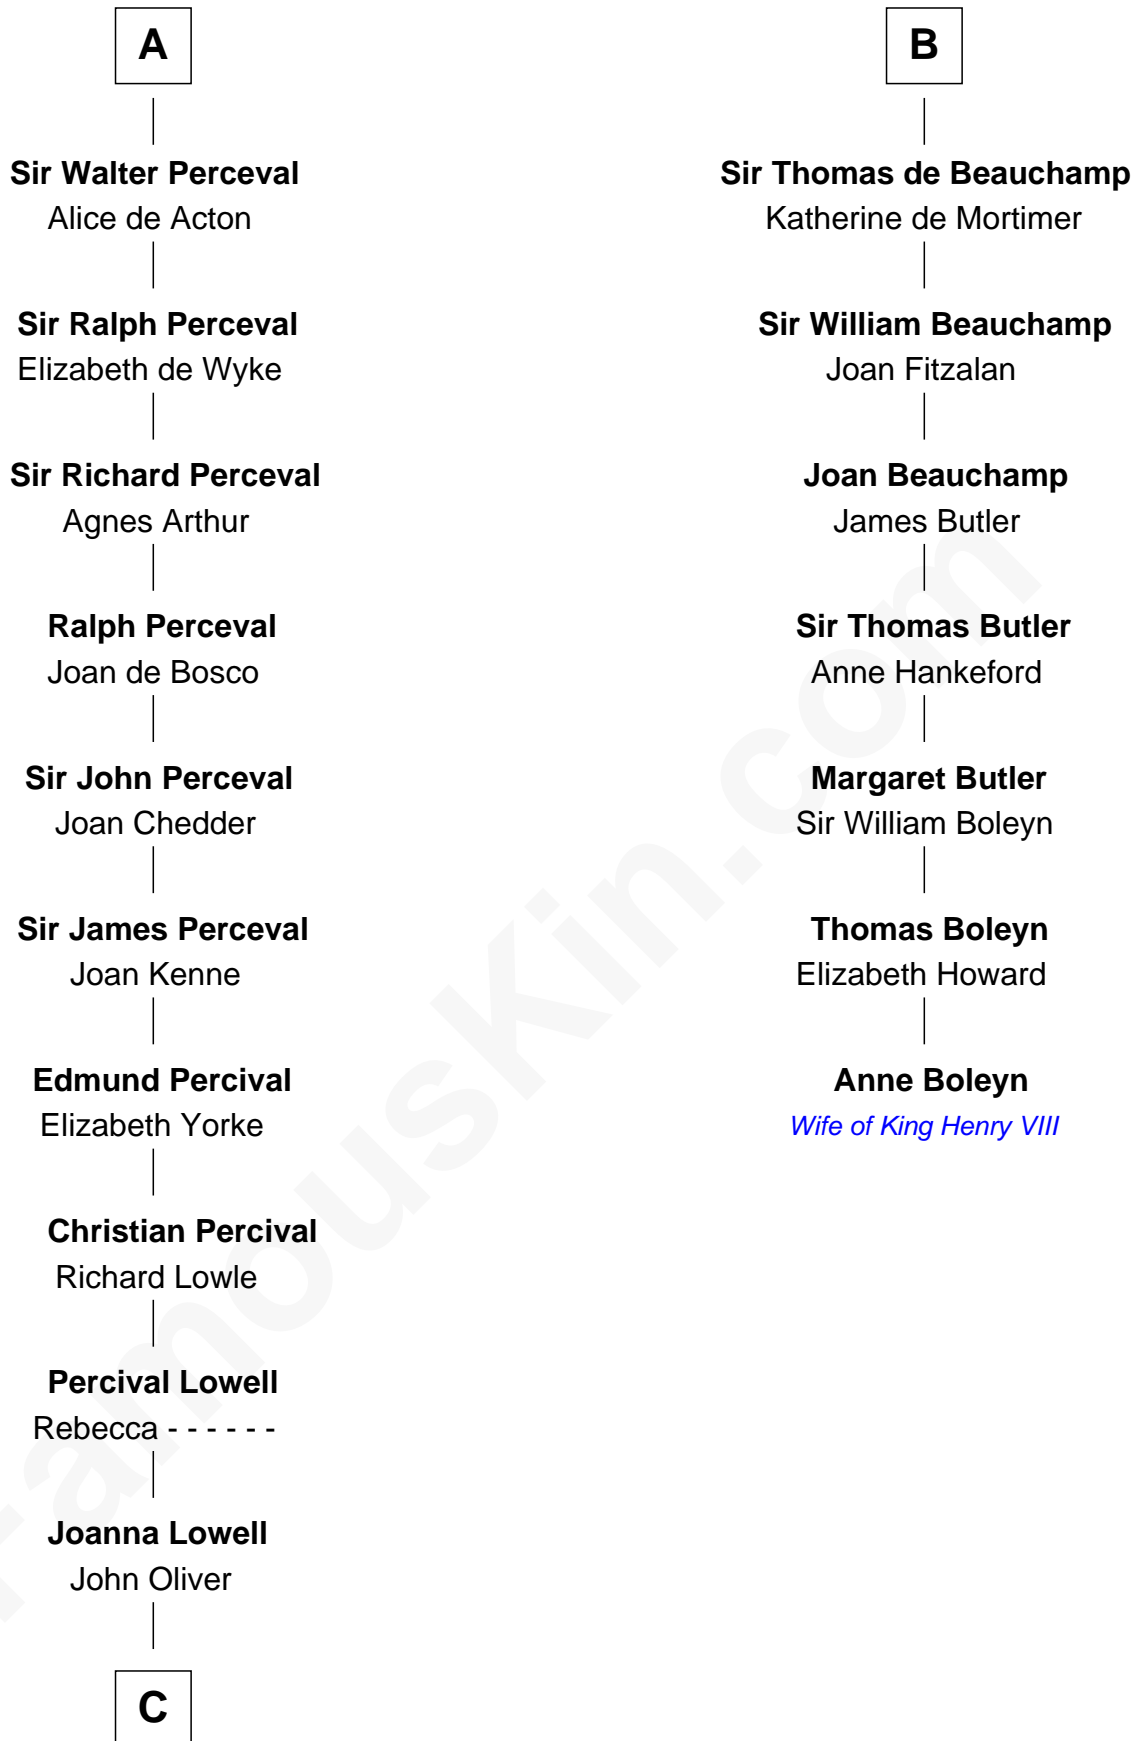 A
Sir Walter Perceval
Alice de Acton
Sir Ralph Perceval
Elizabeth de Wyke
Sir Richard Perceval
Agnes Arthur
Ralph Perceval
Joan de Bosco
Sir John Perceval
Joan Chedder
Sir James Perceval
Joan Kenne
Edmund Percival
Elizabeth Yorke
Christian Percival
Richard Lowle
Percival Lowell
Rebecca - - - - - -
Joanna Lowell
John Oliver
C
B
Sir Thomas de Beauchamp
Katherine de Mortimer
Sir William Beauchamp
Joan Fitzalan
Joan Beauchamp
James Butler
Sir Thomas Butler
Anne Hankeford
Margaret Butler
Sir William Boleyn
Thomas Boleyn
Elizabeth Howard
Anne Boleyn
Wife of King Henry VIII
FamousKin.com